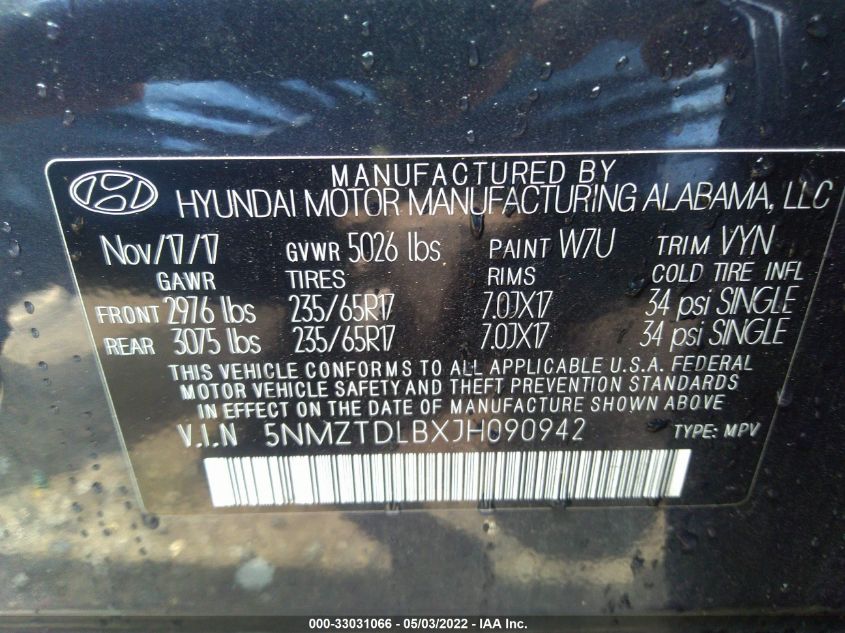 MANUFACTURED BY
HYUNDAI MOTOR MANUFACTURING ALABAMA, LLC
Nov/17/17 GVWR 5026 lbs PAINT W7U TRIM VYN
GAWR TIRES RIMS COLD TIRE INFL
FRONT 2976 lbs 235/65R17 7.0JX17 34 psi SINGLE
REAR 3075 lbs 235/65R17 7.0JX17 34 psi SINGLE
THIS VEHICLE CONFORMS TO ALL APPLICABLE U.S.A. FEDERAL
MOTOR VEHICLE SAFETY AND THEFT PREVENTION STANDARDS
IN EFFECT ON THE DATE OF MANUFACTURE SHOWN ABOVE
V.I.N 5NMZTDLBXJH090942 TYPE: MPV
000-33031066 - 05/03/2022 - IAA Inc.